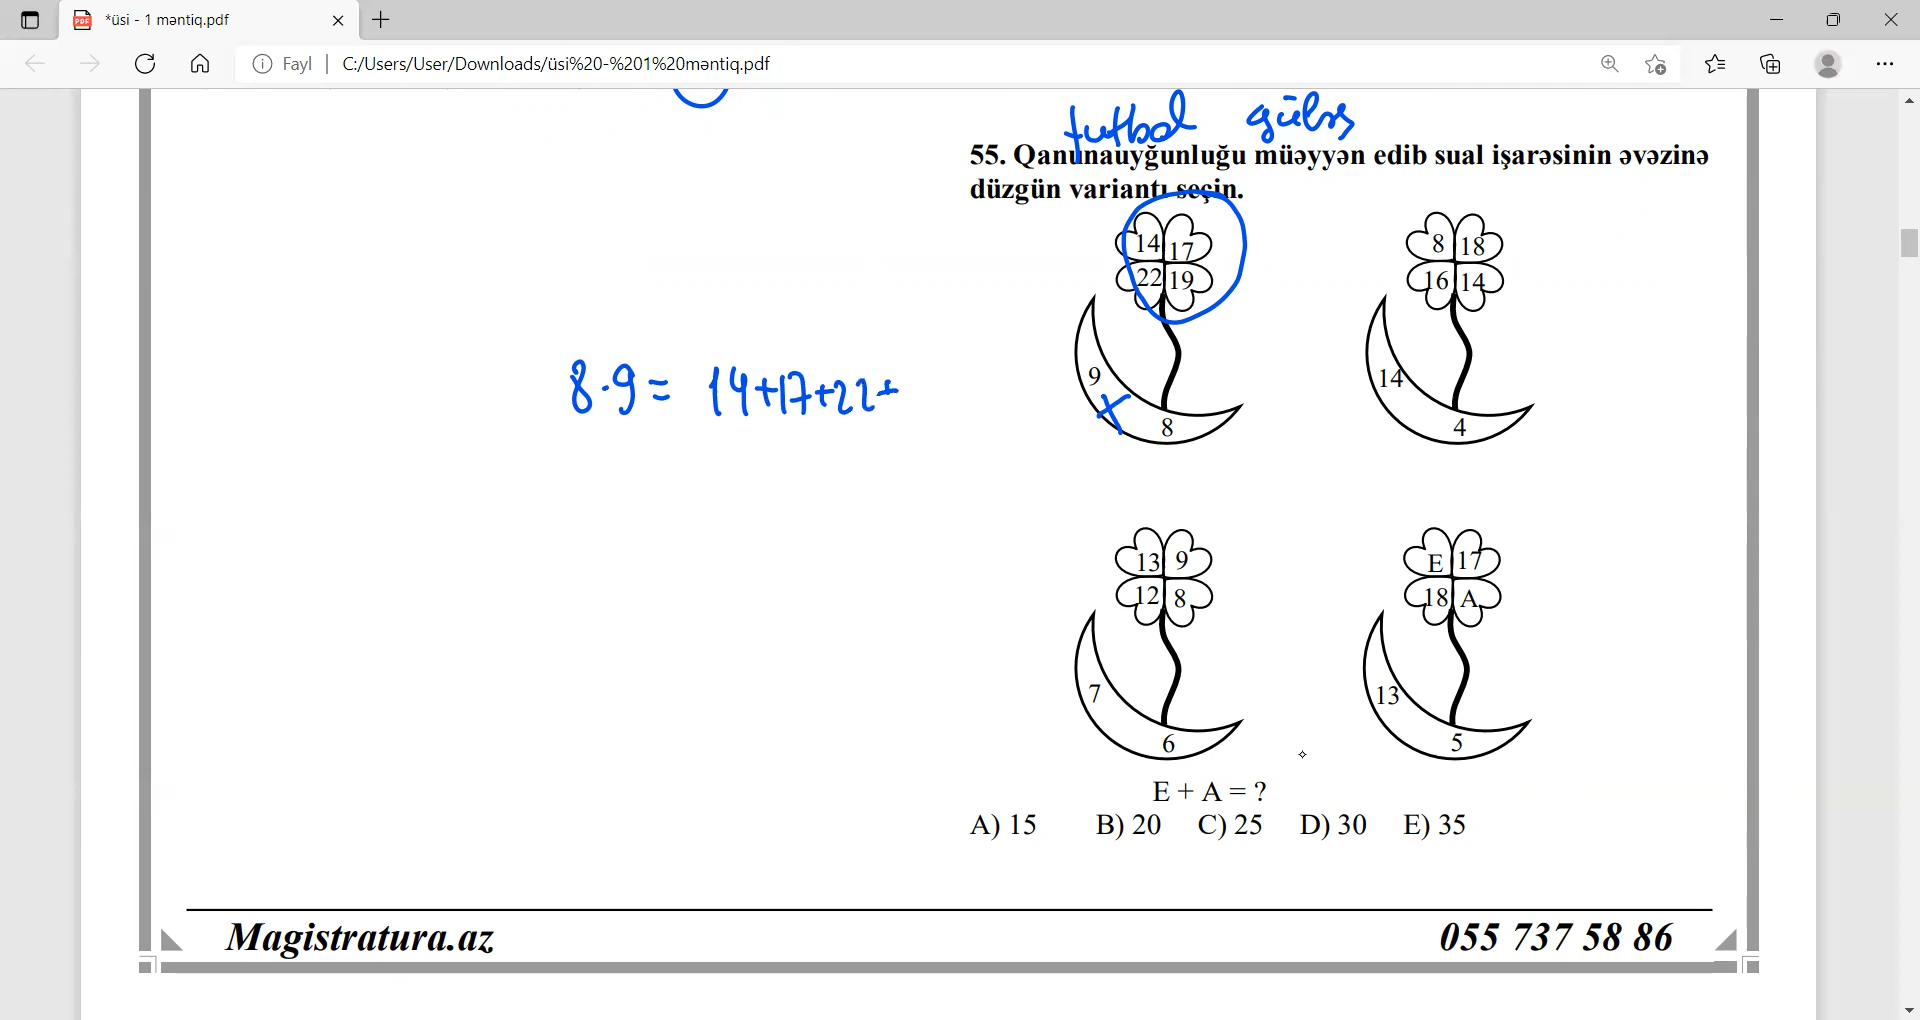 *üsi - 1 məntiq.pdf
Fayl | C:/Users/User/Downloads/üsi%20-%201%20məntiq.pdf
futbol
55. Qanunauyğunluğu müəyyən edib sual işarəsinin əvəzinə
düzgün variantı seçin.
14 17
22 19
9
8
8 18
16 14
14
4
8·9= 14+17+22+
13 9
12 8
7
6
E 17
18 A
13
5
E + A = ?
A) 15 B) 20 C) 25 D) 30 E) 35
Magistratura.az
055 737 58 86